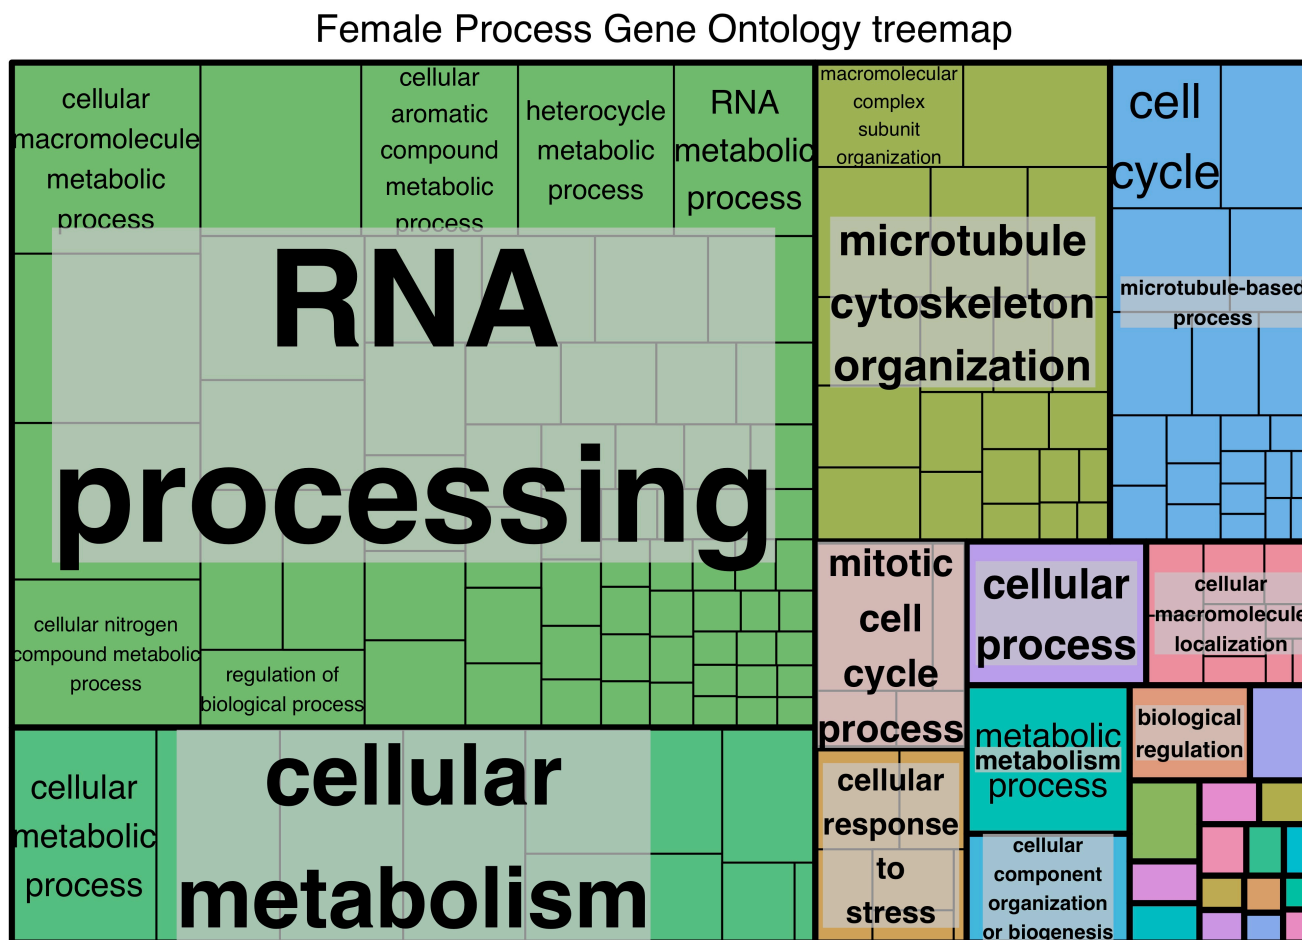 Female Process Gene Ontology treemap
cellular
macromolecule
metabolic
process
cellular
aromatic
compound
metabolic
process
heterocycle
metabolic
process
RNA
metabolic
process
RNA
processing
cellular nitrogen
compound metabolic
process
regulation of
biological process
macromolecular
complex
subunit
organization
microtubule
cytoskeleton
organization
cell
cycle
microtubule-based
process
mitotic
cell
cycle
process
cellular
process
cellular
macromolecule
localization
metabolic
process
metabolism
biological
regulation
cellular
metabolic
process
cellular
metabolism
cellular
response
to
stress
cellular
component
organization
or biogenesis